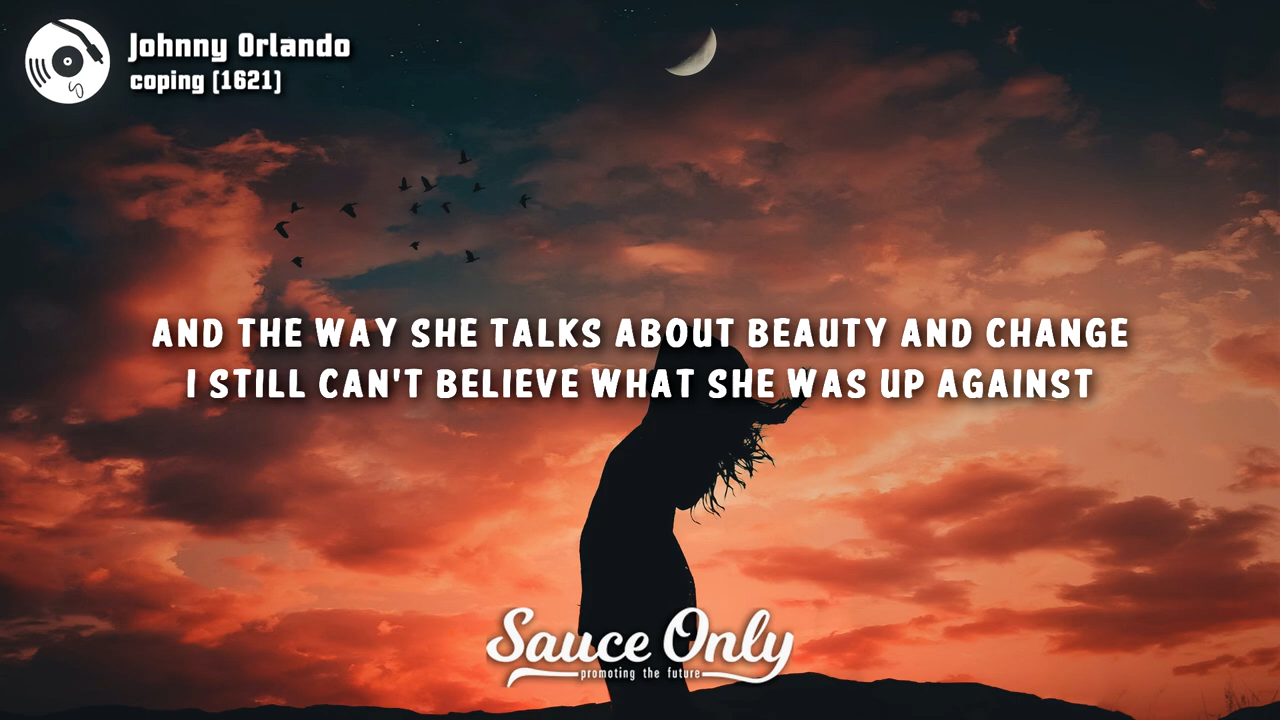 Johnny Orlando
coping [1621]
AND THE WAY SHE TALKS ABOUT BEAUTY AND CHANGE
I STILL CAN'T BELIEVE WHAT SHE WAS UP AGAINST
Sauce Only
promoting the future